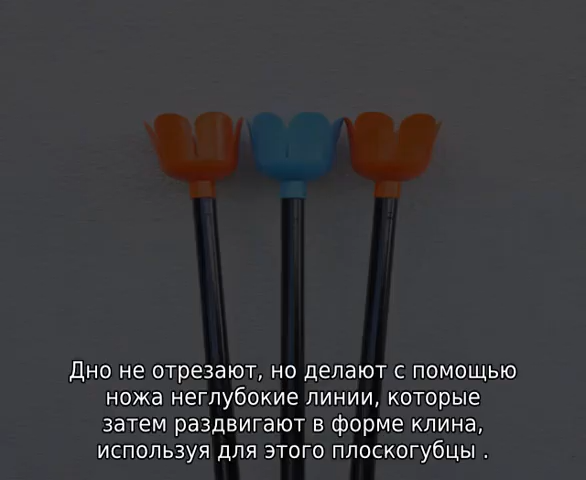 Дно не отрезают, но делают с помощью
ножа неглубокие линии, которые
затем раздвигают в форме клина,
используя для этого плоскогубцы .